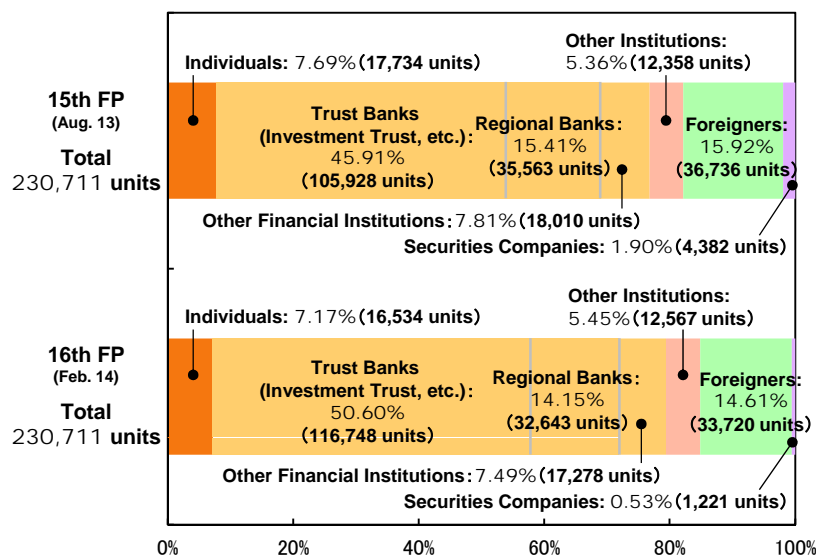 Individuals: 7.69% (17,734 units)
Other Institutions:
5.36% (12,358 units)
15th FP
(Aug. 13)
Total
230,711 units
Trust Banks
(Investment Trust, etc.):
45.91%
(105,928 units)
Regional Banks:
15.41%
(35,563 units)
Foreigners:
15.92%
(36,736 units)
Other Financial Institutions: 7.81% (18,010 units)
Securities Companies: 1.90% (4,382 units)
Individuals: 7.17% (16,534 units)
Other Institutions:
5.45% (12,567 units)
16th FP
(Feb. 14)
Total
230,711 units
Trust Banks
(Investment Trust, etc.):
50.60%
(116,748 units)
Regional Banks:
14.15%
(32,643 units)
Foreigners:
14.61%
(33,720 units)
Other Financial Institutions: 7.49% (17,278 units)
Securities Companies: 0.53% (1,221 units)
0% 20% 40% 60% 80% 100%